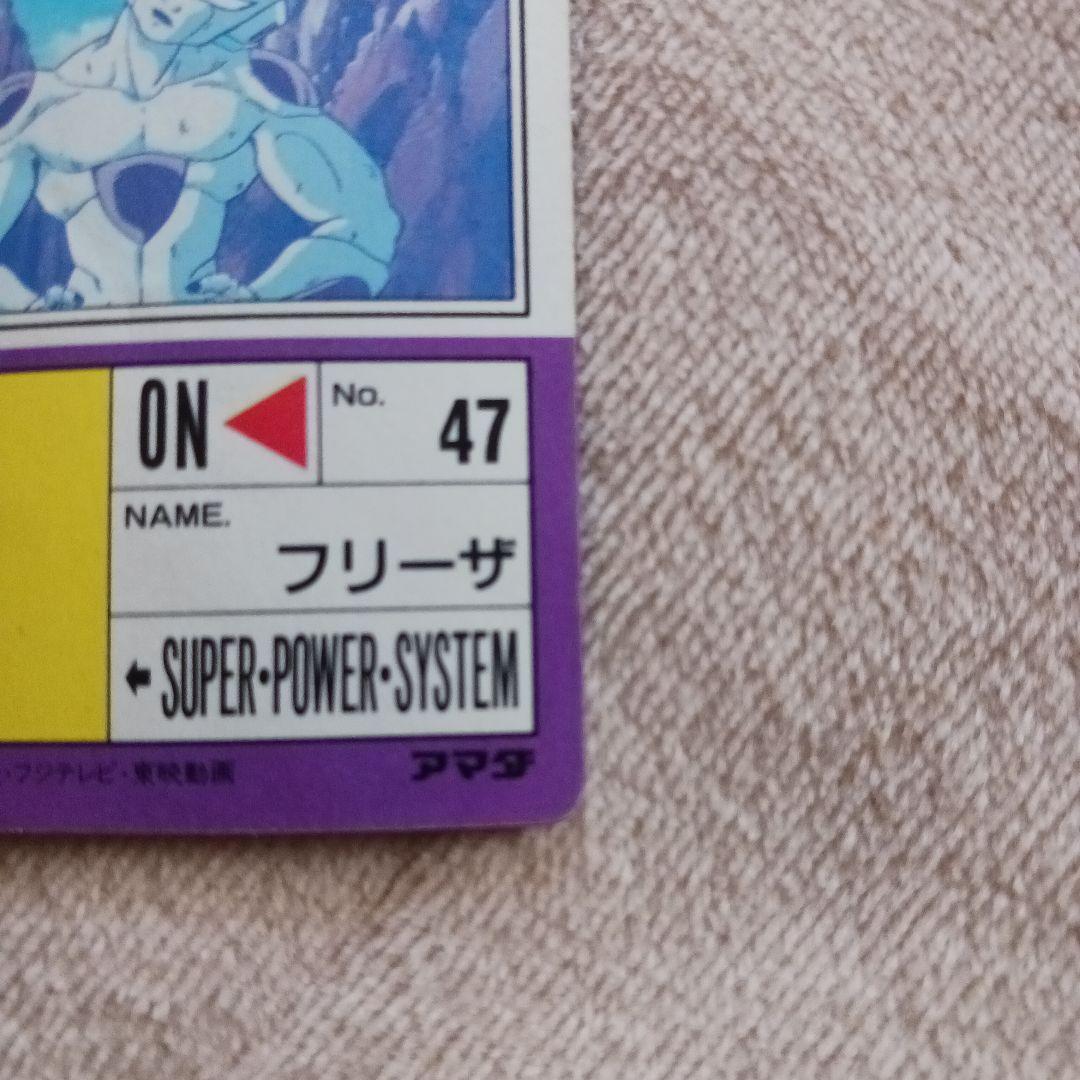 ON
No.
47
NAME.
フリーザ
SUPER・POWER・SYSTEM
・フジテレビ・東映動画
アマダ